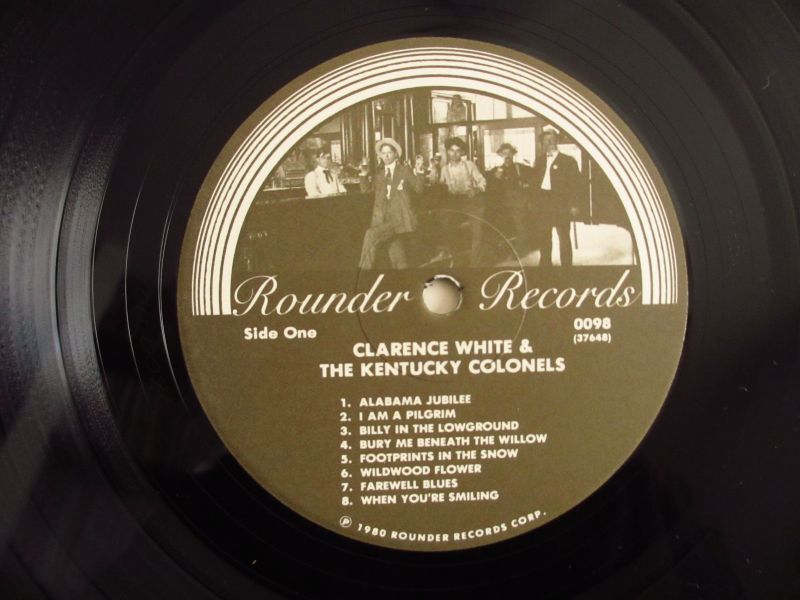 Rounder Records
Side One
0098
(37648)
CLARENCE WHITE &
THE KENTUCKY COLONELS
1. ALABAMA JUBILEE
2. I AM A PILGRIM
3. BILLY IN THE LOWGROUND
4. BURY ME BENEATH THE WILLOW
5. FOOTPRINTS IN THE SNOW
6. WILDWOOD FLOWER
7. FAREWELL BLUES
8. WHEN YOU'RE SMILING
℗ 1980 ROUNDER RECORDS CORP.